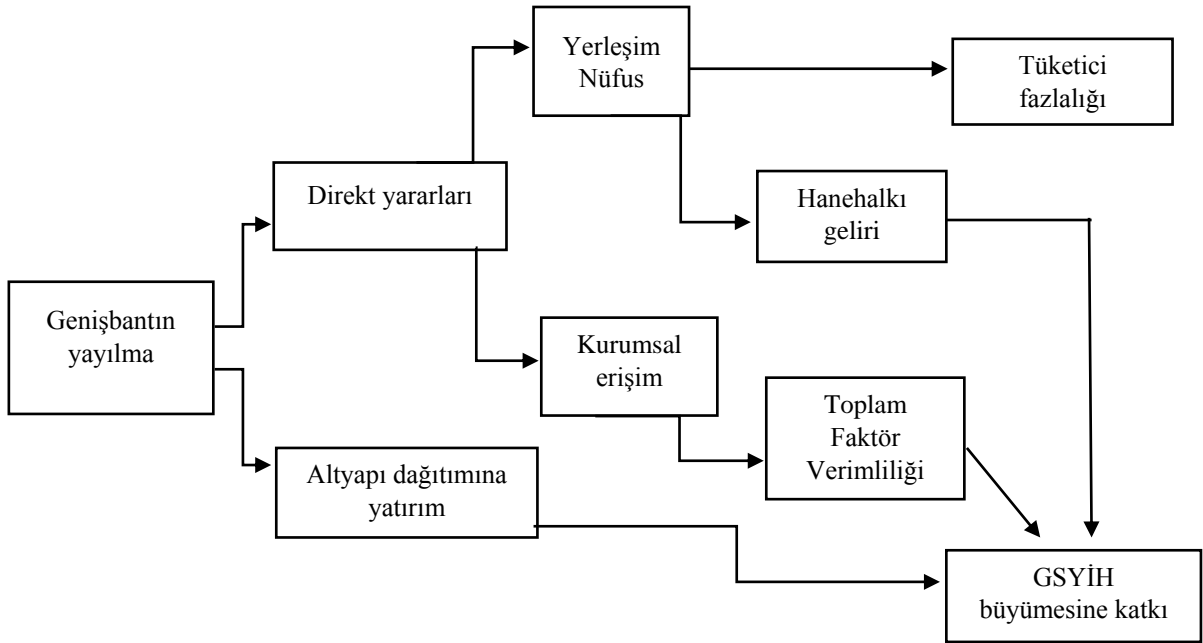 Yerleşim
Nüfus
Tüketici
fazlalığı
Direkt yararları
Hanehalkı
geliri
Genişbantın
yayılma
Kurumsal
erişim
Toplam
Faktör
Verimliliği
Altyapı dağıtımına
yatırım
GSYİH
büyümesine katkı